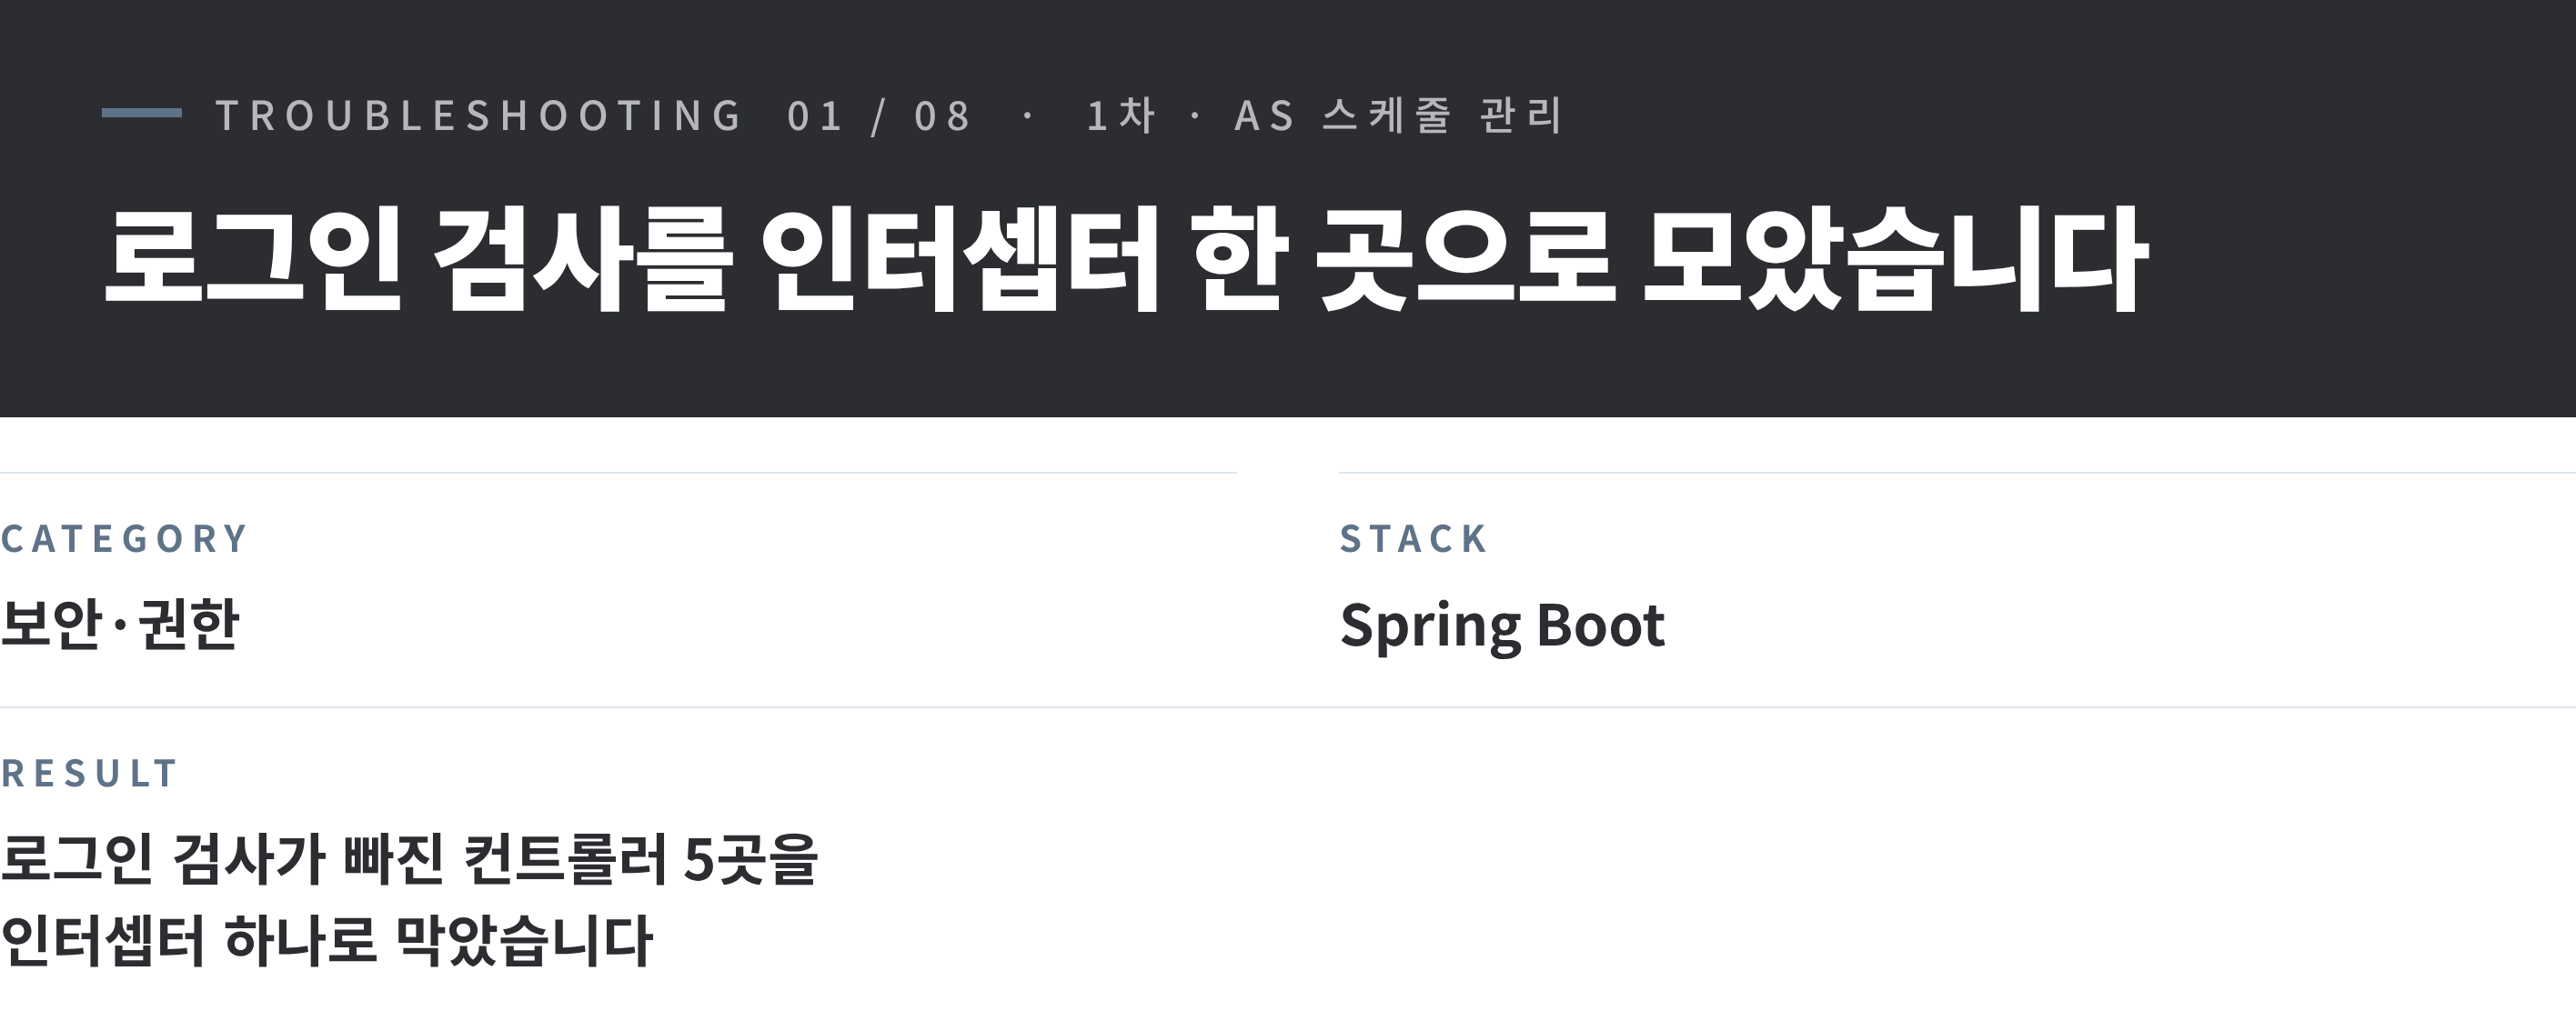 TROUBLESHOOTING 01 / 08 · 1차 · AS 스케줄 관리
로그인 검사를 인터셉터 한 곳으로 모았습니다
CATEGORY
보안·권한
STACK
Spring Boot
RESULT
로그인 검사가 빠진 컨트롤러 5곳을
인터셉터 하나로 막았습니다